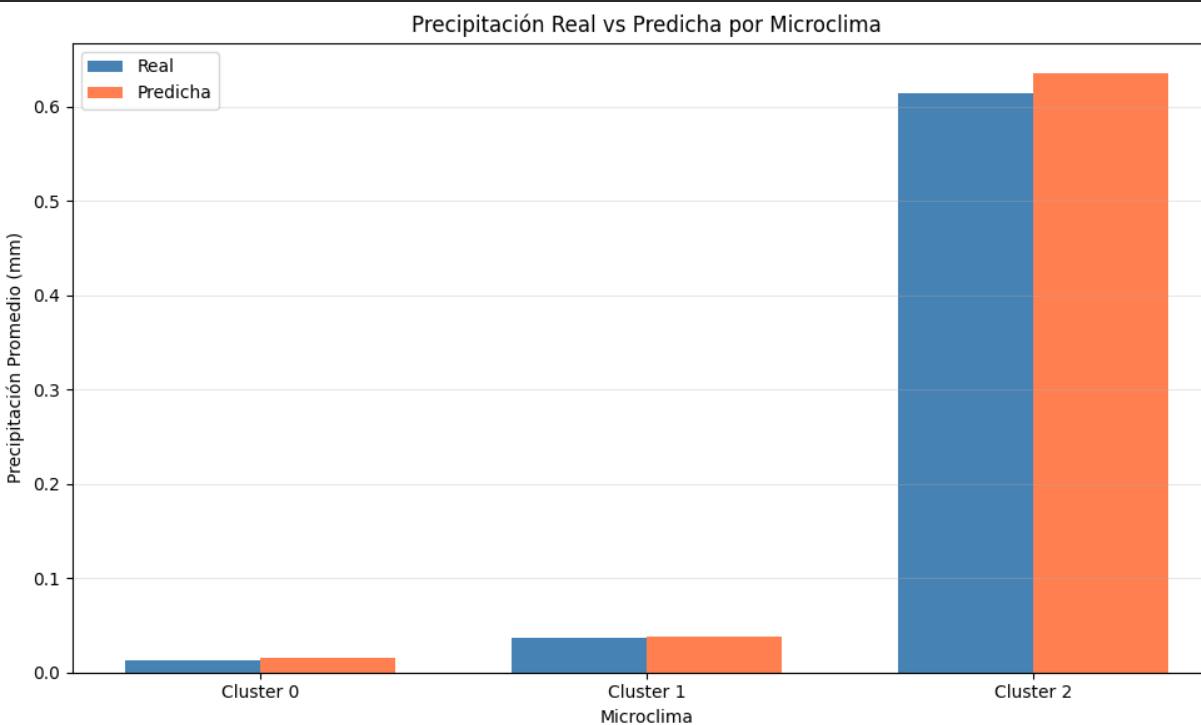 Precipitación Real vs Predicha por Microclima
Real
Predicha
Precipitación Promedio (mm)
0.6
0.5
0.4
0.3
0.2
0.1
0.0
Cluster 0
Cluster 1
Cluster 2
Microclima